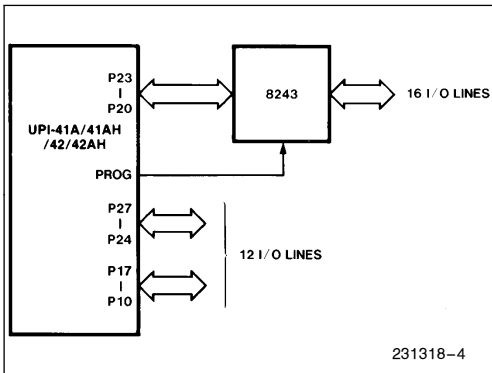 P23
I
P20
8243
16 I/O LINES
UPI-41A/41AH
/42/42AH
PROG
P27
I
P24
12 I/O LINES
P17
I
P10
231318–4